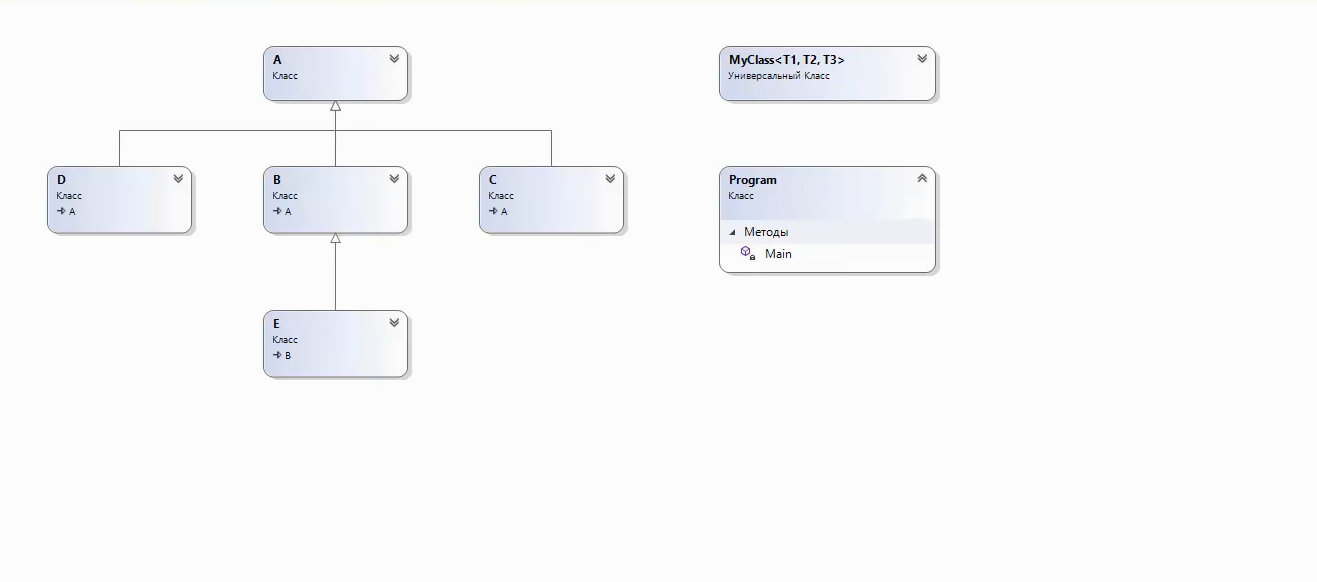 A
Класс
MyClass<T1, T2, T3>
Универсальный Класс
D
Класс
A
B
Класс
A
C
Класс
A
Program
Класс
Методы
Main
E
Класс
B